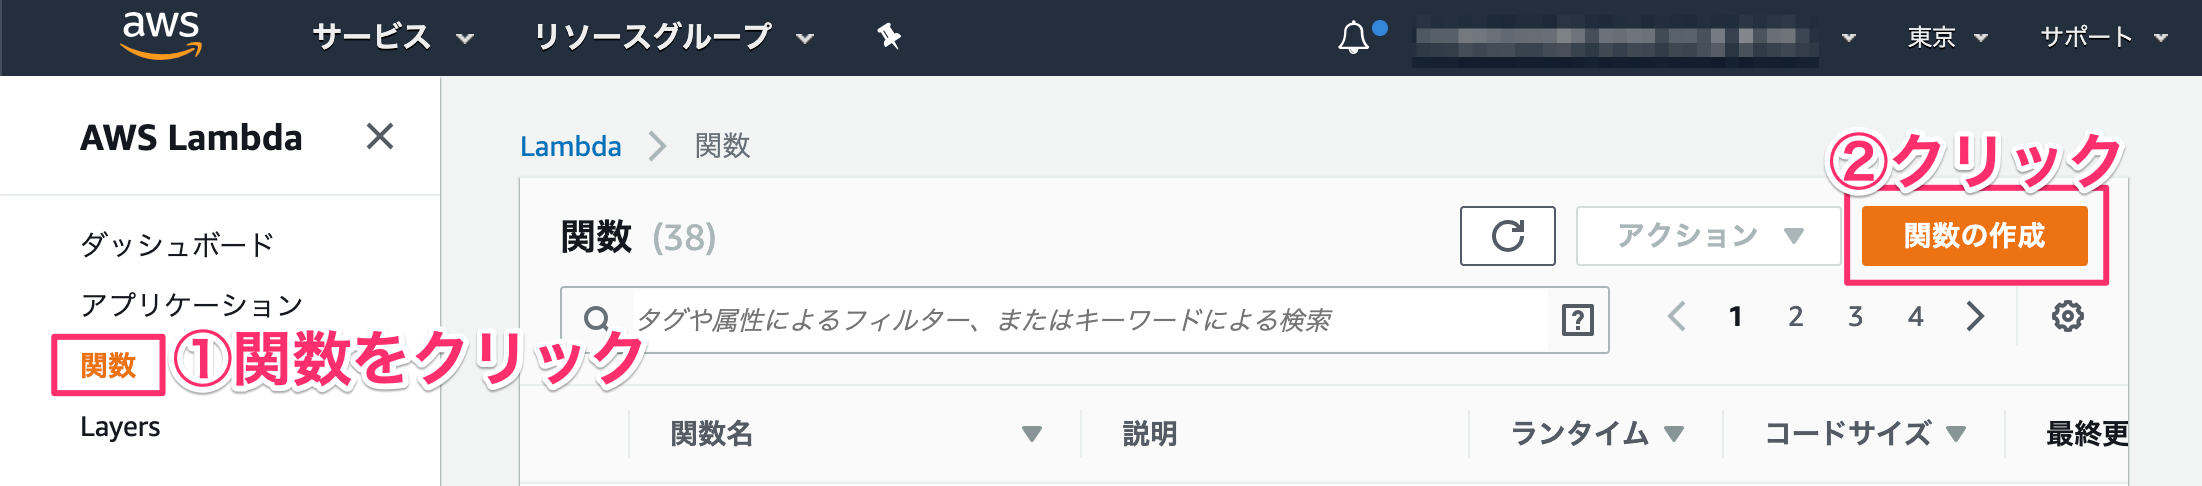 aws サービス リソースグループ 東京 サポート
AWS Lambda
ダッシュボード
アプリケーション
関数
①関数をクリック
Layers
Lambda > 関数
②クリック
関数 (38) アクション 関数の作成
タグや属性によるフィルター、またはキーワードによる検索 ? 1 2 3 4
関数名 説明 ランタイム コードサイズ 最終更